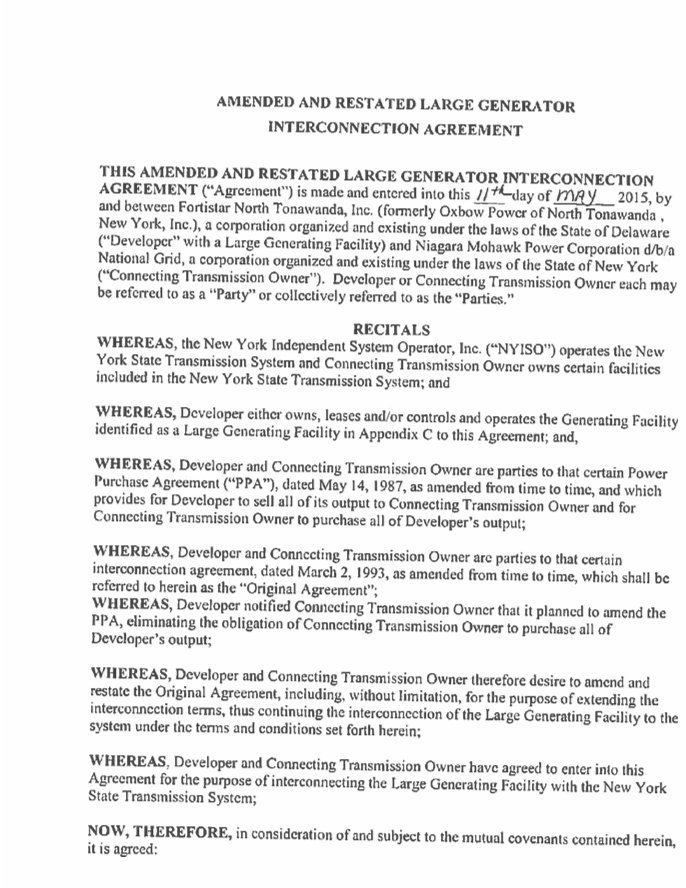 AMENDED AND RESTATED LARGE GENERATOR
INTERCONNECTION AGREEMENT
THIS AMENDED AND RESTATED LARGE GENERATOR INTERCONNECTION
AGREEMENT (“Agreement”) is made and entered into this 11th day of MAY 2015, by
and between Fortistar North Tonawanda, Inc. (formerly Oxbow Power of North Tonawanda ,
New York, Inc.), a corporation organized and existing under the laws of the State of Delaware
(“Developer” with a Large Generating Facility) and Niagara Mohawk Power Corporation d/b/a
National Grid, a corporation organized and existing under the laws of the State of New York
(“Connecting Transmission Owner”). Developer or Connecting Transmission Owner each may
be referred to as a “Party” or collectively referred to as the “Parties.”
RECITALS
WHEREAS, the New York Independent System Operator, Inc. (“NYISO”) operates the New
York State Transmission System and Connecting Transmission Owner owns certain facilities
included in the New York State Transmission System; and
WHEREAS, Developer either owns, leases and/or controls and operates the Generating Facility
identified as a Large Generating Facility in Appendix C to this Agreement; and,
WHEREAS, Developer and Connecting Transmission Owner are parties to that certain Power
Purchase Agreement (“PPA”), dated May 14, 1987, as amended from time to time, and which
provides for Developer to sell all of its output to Connecting Transmission Owner and for
Connecting Transmission Owner to purchase all of Developer’s output;
WHEREAS, Developer and Connecting Transmission Owner are parties to that certain
interconnection agreement, dated March 2, 1993, as amended from time to time, which shall be
referred to herein as the “Original Agreement”;
WHEREAS, Developer notified Connecting Transmission Owner that it planned to amend the
PPA, eliminating the obligation of Connecting Transmission Owner to purchase all of
Developer’s output;
WHEREAS, Developer and Connecting Transmission Owner therefore desire to amend and
restate the Original Agreement, including, without limitation, for the purpose of extending the
interconnection terms, thus continuing the interconnection of the Large Generating Facility to the
system under the terms and conditions set forth herein;
WHEREAS, Developer and Connecting Transmission Owner have agreed to enter into this
Agreement for the purpose of interconnecting the Large Generating Facility with the New York
State Transmission System;
NOW, THEREFORE, in consideration of and subject to the mutual covenants contained herein,
it is agreed: